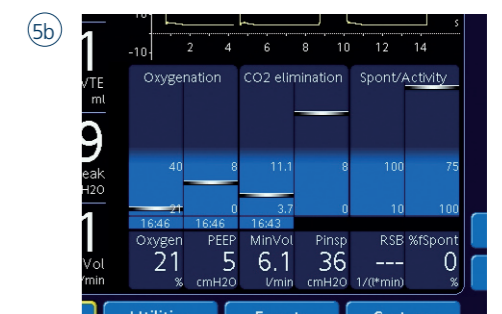 5b
-10
s
-10
2 4 6 8 10 12 14
1
VTE
ml
Oxygenation CO2 elimination Spont/Activity
9
eak
H2O
40 8 11.1 8 100 75
21 0 3.7 0 10 100
16:46 16:46 16:43
1
Vol
/min
Oxygen PEEP MinVol Pinsp RSB %fSpont
21 5 6.1 36 --- 0
% cmH2O l/min cmH2O 1/(l*min) %